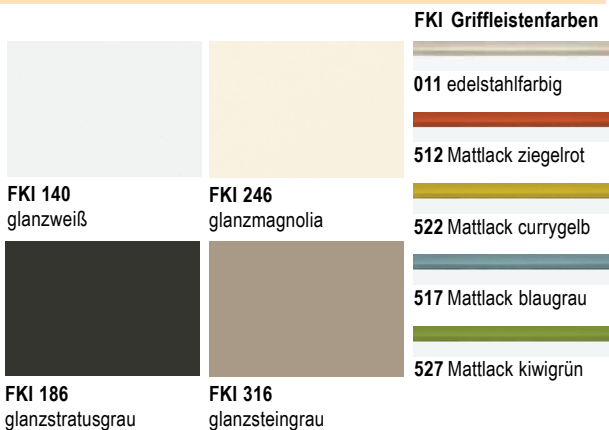 FKI Griffleistenfarben
011 edelstahlfarbig
512 Mattlack ziegelrot
FKI 140
glanzweiß
FKI 246
glanzmagnolia
522 Mattlack currygelb
517 Mattlack blaugrau
527 Mattlack kiwigrün
FKI 186
glanzstratusgrau
FKI 316
glanzsteingrau